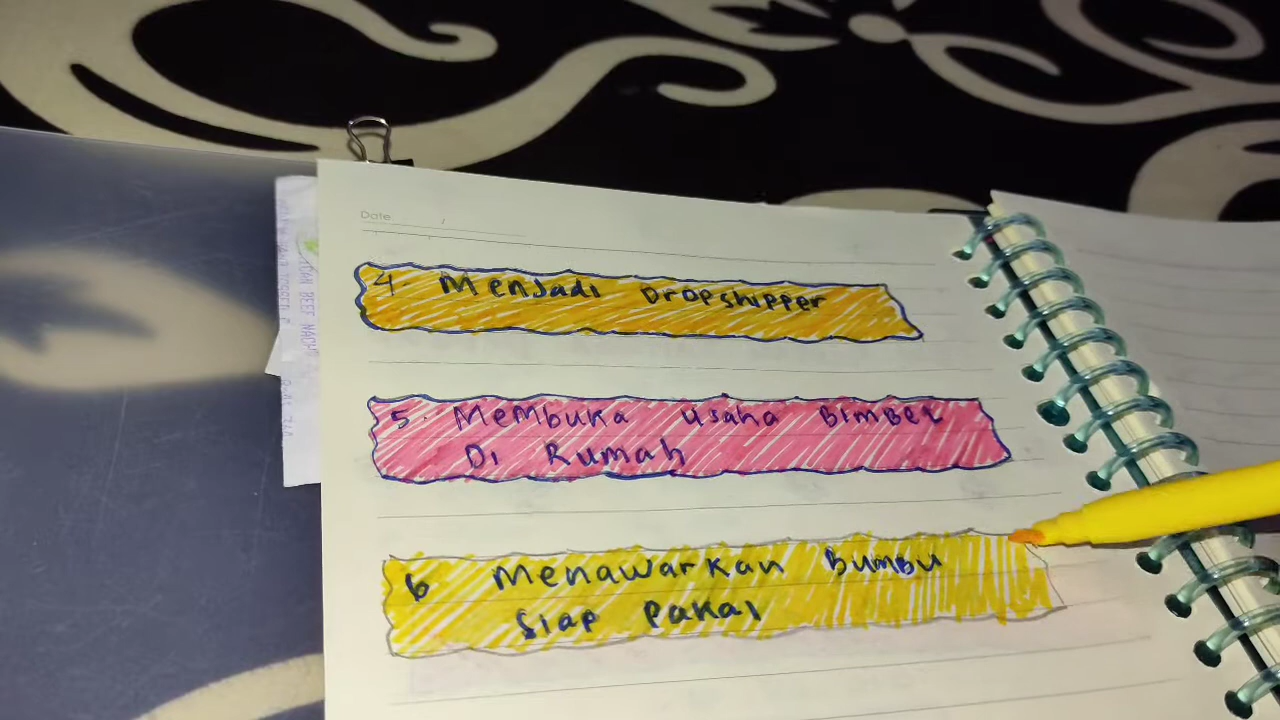 Date
4. Menjadi Dropshipper
5. Membuka Usaha Bimbel
Di Rumah
6 Menawarkan Bumbu
Siap Pakai